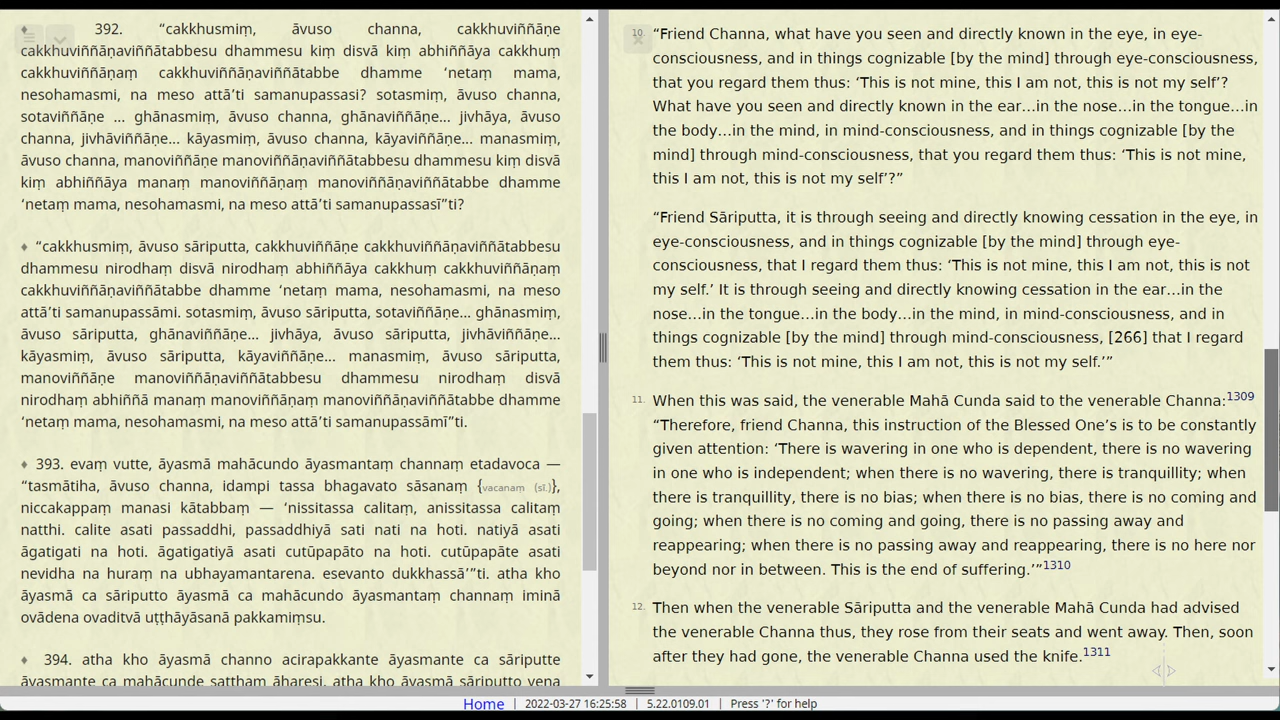 ♦ 392. “cakkhusmiṃ, āvuso channa, cakkhuviññāṇe
cakkhuviññāṇaviññātabbesu dhammesu kiṃ disvā kiṃ abhiññāya cakkhuṃ
cakkhuviññāṇaṃ cakkhuviññāṇaviññātabbe dhamme ‘netaṃ mama,
nesohamasmi, na meso attā’ti samanupassasi? sotasmiṃ, āvuso channa,
sotaviññāṇe ... ghānasmiṃ, āvuso channa, ghānaviññāṇe... jivhāya, āvuso
channa, jivhāviññāṇe... kāyasmiṃ, āvuso channa, kāyaviññāṇe... manasmiṃ,
āvuso channa, manoviññāṇe manoviññāṇaviññātabbesu dhammesu kiṃ disvā
kiṃ abhiññāya manaṃ manoviññāṇaṃ manoviññāṇaviññātabbe dhamme
‘netaṃ mama, nesohamasmi, na meso attā’ti samanupassasī”ti?
♦ “cakkhusmiṃ, āvuso sāriputta, cakkhuviññāṇe cakkhuviññāṇaviññātabbesu
dhammesu nirodhaṃ disvā nirodhaṃ abhiññāya cakkhuṃ cakkhuviññāṇaṃ
cakkhuviññāṇaviññātabbe dhamme ‘netaṃ mama, nesohamasmi, na meso
attā’ti samanupassāmi. sotasmiṃ, āvuso sāriputta, sotaviññāṇe... ghānasmiṃ,
āvuso sāriputta, ghānaviññāṇe... jivhāya, āvuso sāriputta, jivhāviññāṇe...
kāyasmiṃ, āvuso sāriputta, kāyaviññāṇe... manasmiṃ, āvuso sāriputta,
manoviññāṇe manoviññāṇaviññātabbesu dhammesu nirodhaṃ disvā
nirodhaṃ abhiññā manaṃ manoviññāṇaṃ manoviññāṇaviññātabbe dhamme
‘netaṃ mama, nesohamasmi, na meso attā’ti samanupassāmī”ti.
♦ 393. evaṃ vutte, āyasmā mahācundo āyasmantaṃ channaṃ etadavoca —
“tasmātiha, āvuso channa, idampi tassa bhagavato sāsanaṃ {vacanaṃ (sī.)},
niccakappaṃ manasi kātabbaṃ — ‘nissitassa calitaṃ, anissitassa calitaṃ
natthi. calite asati passaddhi, passaddhiyā sati nati na hoti. natiyā asati
āgatigati na hoti. āgatigatiyā asati cutūpapāto na hoti. cutūpapāte asati
nevidha na huraṃ na ubhayamantarena. esevanto dukkhassā’”ti. atha kho
āyasmā ca sāriputto āyasmā ca mahācundo āyasmantaṃ channaṃ iminā
ovādena ovaditvā uṭṭhāyāsanā pakkamiṃsu.
♦ 394. atha kho āyasmā channo acirapakkante āyasmante ca sāriputte
āyasmante ca mahācunde satthaṃ āharesi. atha kho āyasmā sāriputto yena
10. “Friend Channa, what have you seen and directly known in the eye, in eye-
consciousness, and in things cognizable [by the mind] through eye-consciousness,
that you regard them thus: ‘This is not mine, this I am not, this is not my self’?
What have you seen and directly known in the ear…in the nose…in the tongue…in
the body…in the mind, in mind-consciousness, and in things cognizable [by the
mind] through mind-consciousness, that you regard them thus: ‘This is not mine,
this I am not, this is not my self’?”
“Friend Sāriputta, it is through seeing and directly knowing cessation in the eye, in
eye-consciousness, and in things cognizable [by the mind] through eye-
consciousness, that I regard them thus: ‘This is not mine, this I am not, this is not
my self.’ It is through seeing and directly knowing cessation in the ear…in the
nose…in the tongue…in the body…in the mind, in mind-consciousness, and in
things cognizable [by the mind] through mind-consciousness, [266] that I regard
them thus: ‘This is not mine, this I am not, this is not my self.’”
11. When this was said, the venerable Mahā Cunda said to the venerable Channa:1309
“Therefore, friend Channa, this instruction of the Blessed One’s is to be constantly
given attention: ‘There is wavering in one who is dependent, there is no wavering
in one who is independent; when there is no wavering, there is tranquillity; when
there is tranquillity, there is no bias; when there is no bias, there is no coming and
going; when there is no coming and going, there is no passing away and
reappearing; when there is no passing away and reappearing, there is no here nor
beyond nor in between. This is the end of suffering.’”1310
12. Then when the venerable Sāriputta and the venerable Mahā Cunda had advised
the venerable Channa thus, they rose from their seats and went away. Then, soon
after they had gone, the venerable Channa used the knife.1311
Home | 2022-03-27 16:25:58 | 5.22.0109.01 | Press '?' for help